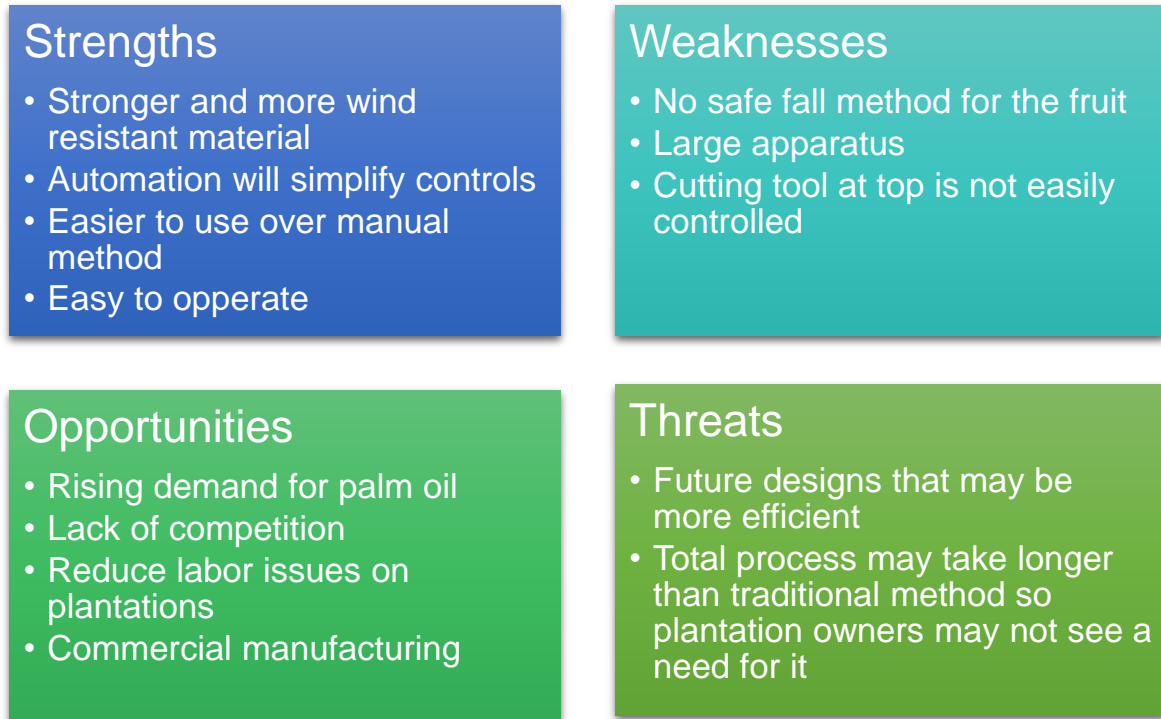 Strengths
• Stronger and more wind
resistant material
• Automation will simplify controls
• Easier to use over manual
method
• Easy to opperate
Weaknesses
• No safe fall method for the fruit
• Large apparatus
• Cutting tool at top is not easily
controlled
Opportunities
• Rising demand for palm oil
• Lack of competition
• Reduce labor issues on
plantations
• Commercial manufacturing
Threats
• Future designs that may be
more efficient
• Total process may take longer
than traditional method so
plantation owners may not see a
need for it